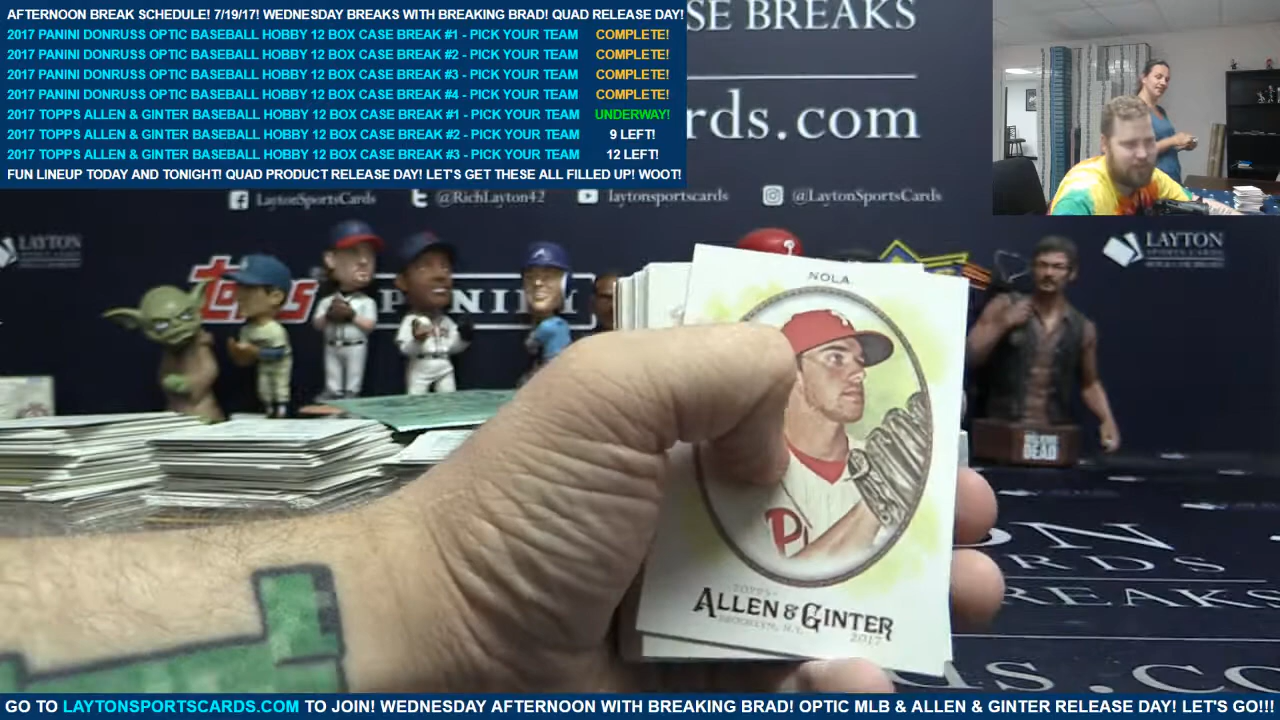 AFTERNOON BREAK SCHEDULE! 7/19/17! WEDNESDAY BREAKS WITH BREAKING BRAD! QUAD RELEASE DAY!
2017 PANINI DONRUSS OPTIC BASEBALL HOBBY 12 BOX CASE BREAK #1 - PICK YOUR TEAM COMPLETE!
2017 PANINI DONRUSS OPTIC BASEBALL HOBBY 12 BOX CASE BREAK #2 - PICK YOUR TEAM COMPLETE!
2017 PANINI DONRUSS OPTIC BASEBALL HOBBY 12 BOX CASE BREAK #3 - PICK YOUR TEAM COMPLETE!
2017 PANINI DONRUSS OPTIC BASEBALL HOBBY 12 BOX CASE BREAK #4 - PICK YOUR TEAM COMPLETE!
2017 TOPPS ALLEN & GINTER BASEBALL HOBBY 12 BOX CASE BREAK #1 - PICK YOUR TEAM UNDERWAY!
2017 TOPPS ALLEN & GINTER BASEBALL HOBBY 12 BOX CASE BREAK #2 - PICK YOUR TEAM 9 LEFT!
2017 TOPPS ALLEN & GINTER BASEBALL HOBBY 12 BOX CASE BREAK #3 - PICK YOUR TEAM 12 LEFT!
FUN LINEUP TODAY AND TONIGHT! QUAD PRODUCT RELEASE DAY! LET'S GET THESE ALL FILLED UP! WOOT!
SE BREAKS
rds.com
LaytonSportsCards @RichLayton42 laytonsportscards @LaytonSportsCards
LAYTON
LAYTON
SPORTS CARDS
topps PANINI
NOLA
P
TOPPS
ALLEN & GINTER
BROOKLYN, N.Y.
2017
DEAD
ON
ARDS
REAKS
S.CO
GO TO LAYTONSPORTSCARDS.COM TO JOIN! WEDNESDAY AFTERNOON WITH BREAKING BRAD! OPTIC MLB & ALLEN & GINTER RELEASE DAY! LET'S GO!!!